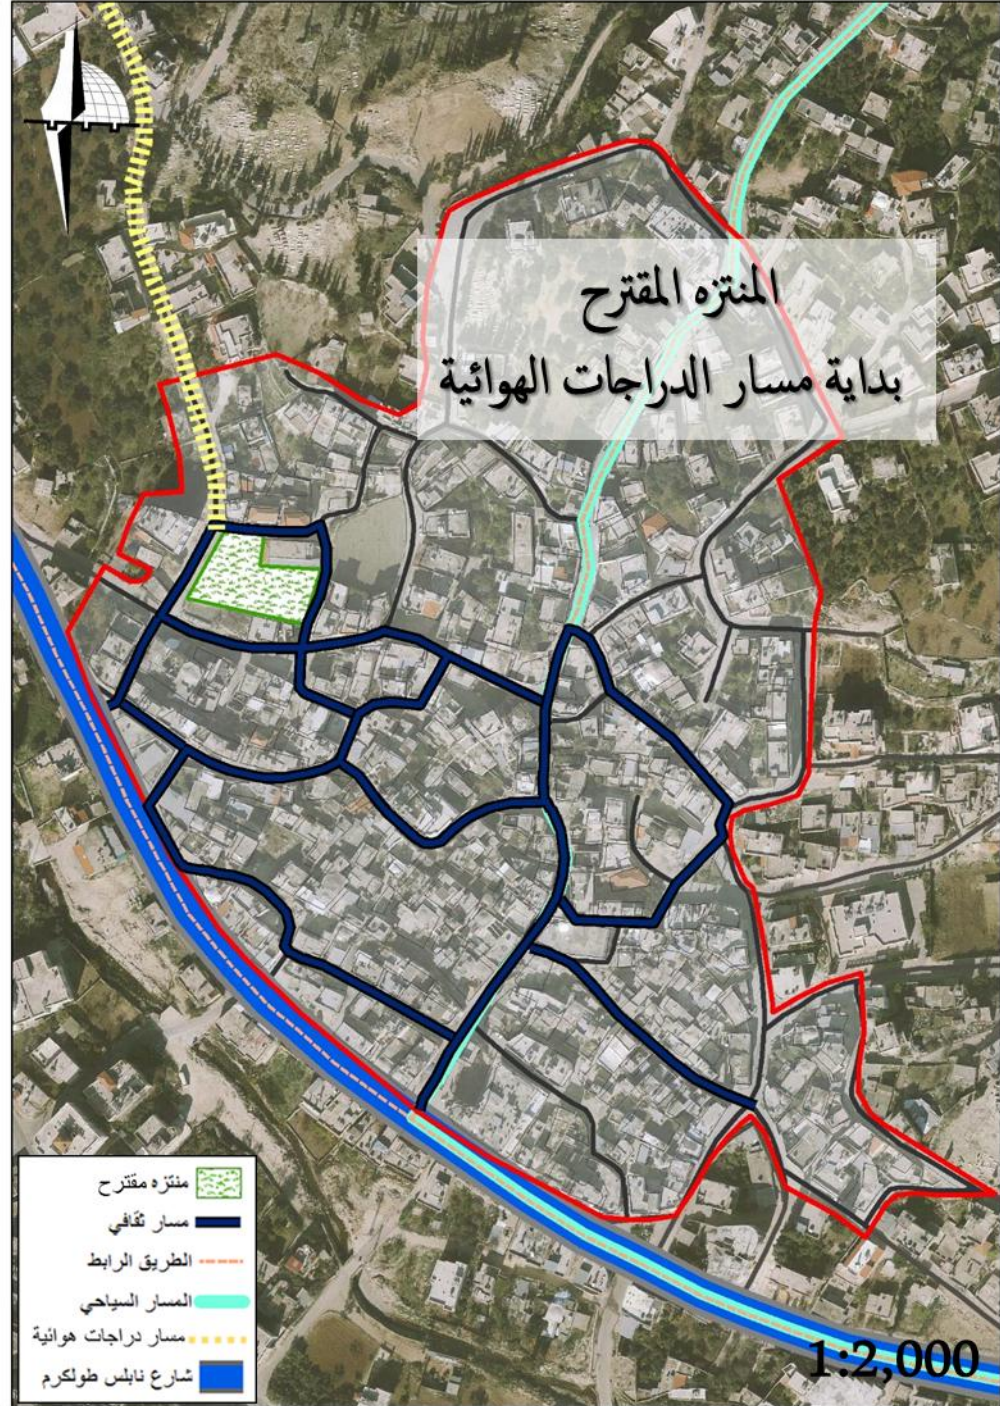 المنتزه المقترح
بداية مسار الدراجات الهوائية
منتزه مقترح
مسار ثقافي
الطريق الرابط
المسار السياحي
مسار دراجات هوائية
شارع نابلس طولكرم
1:2,000